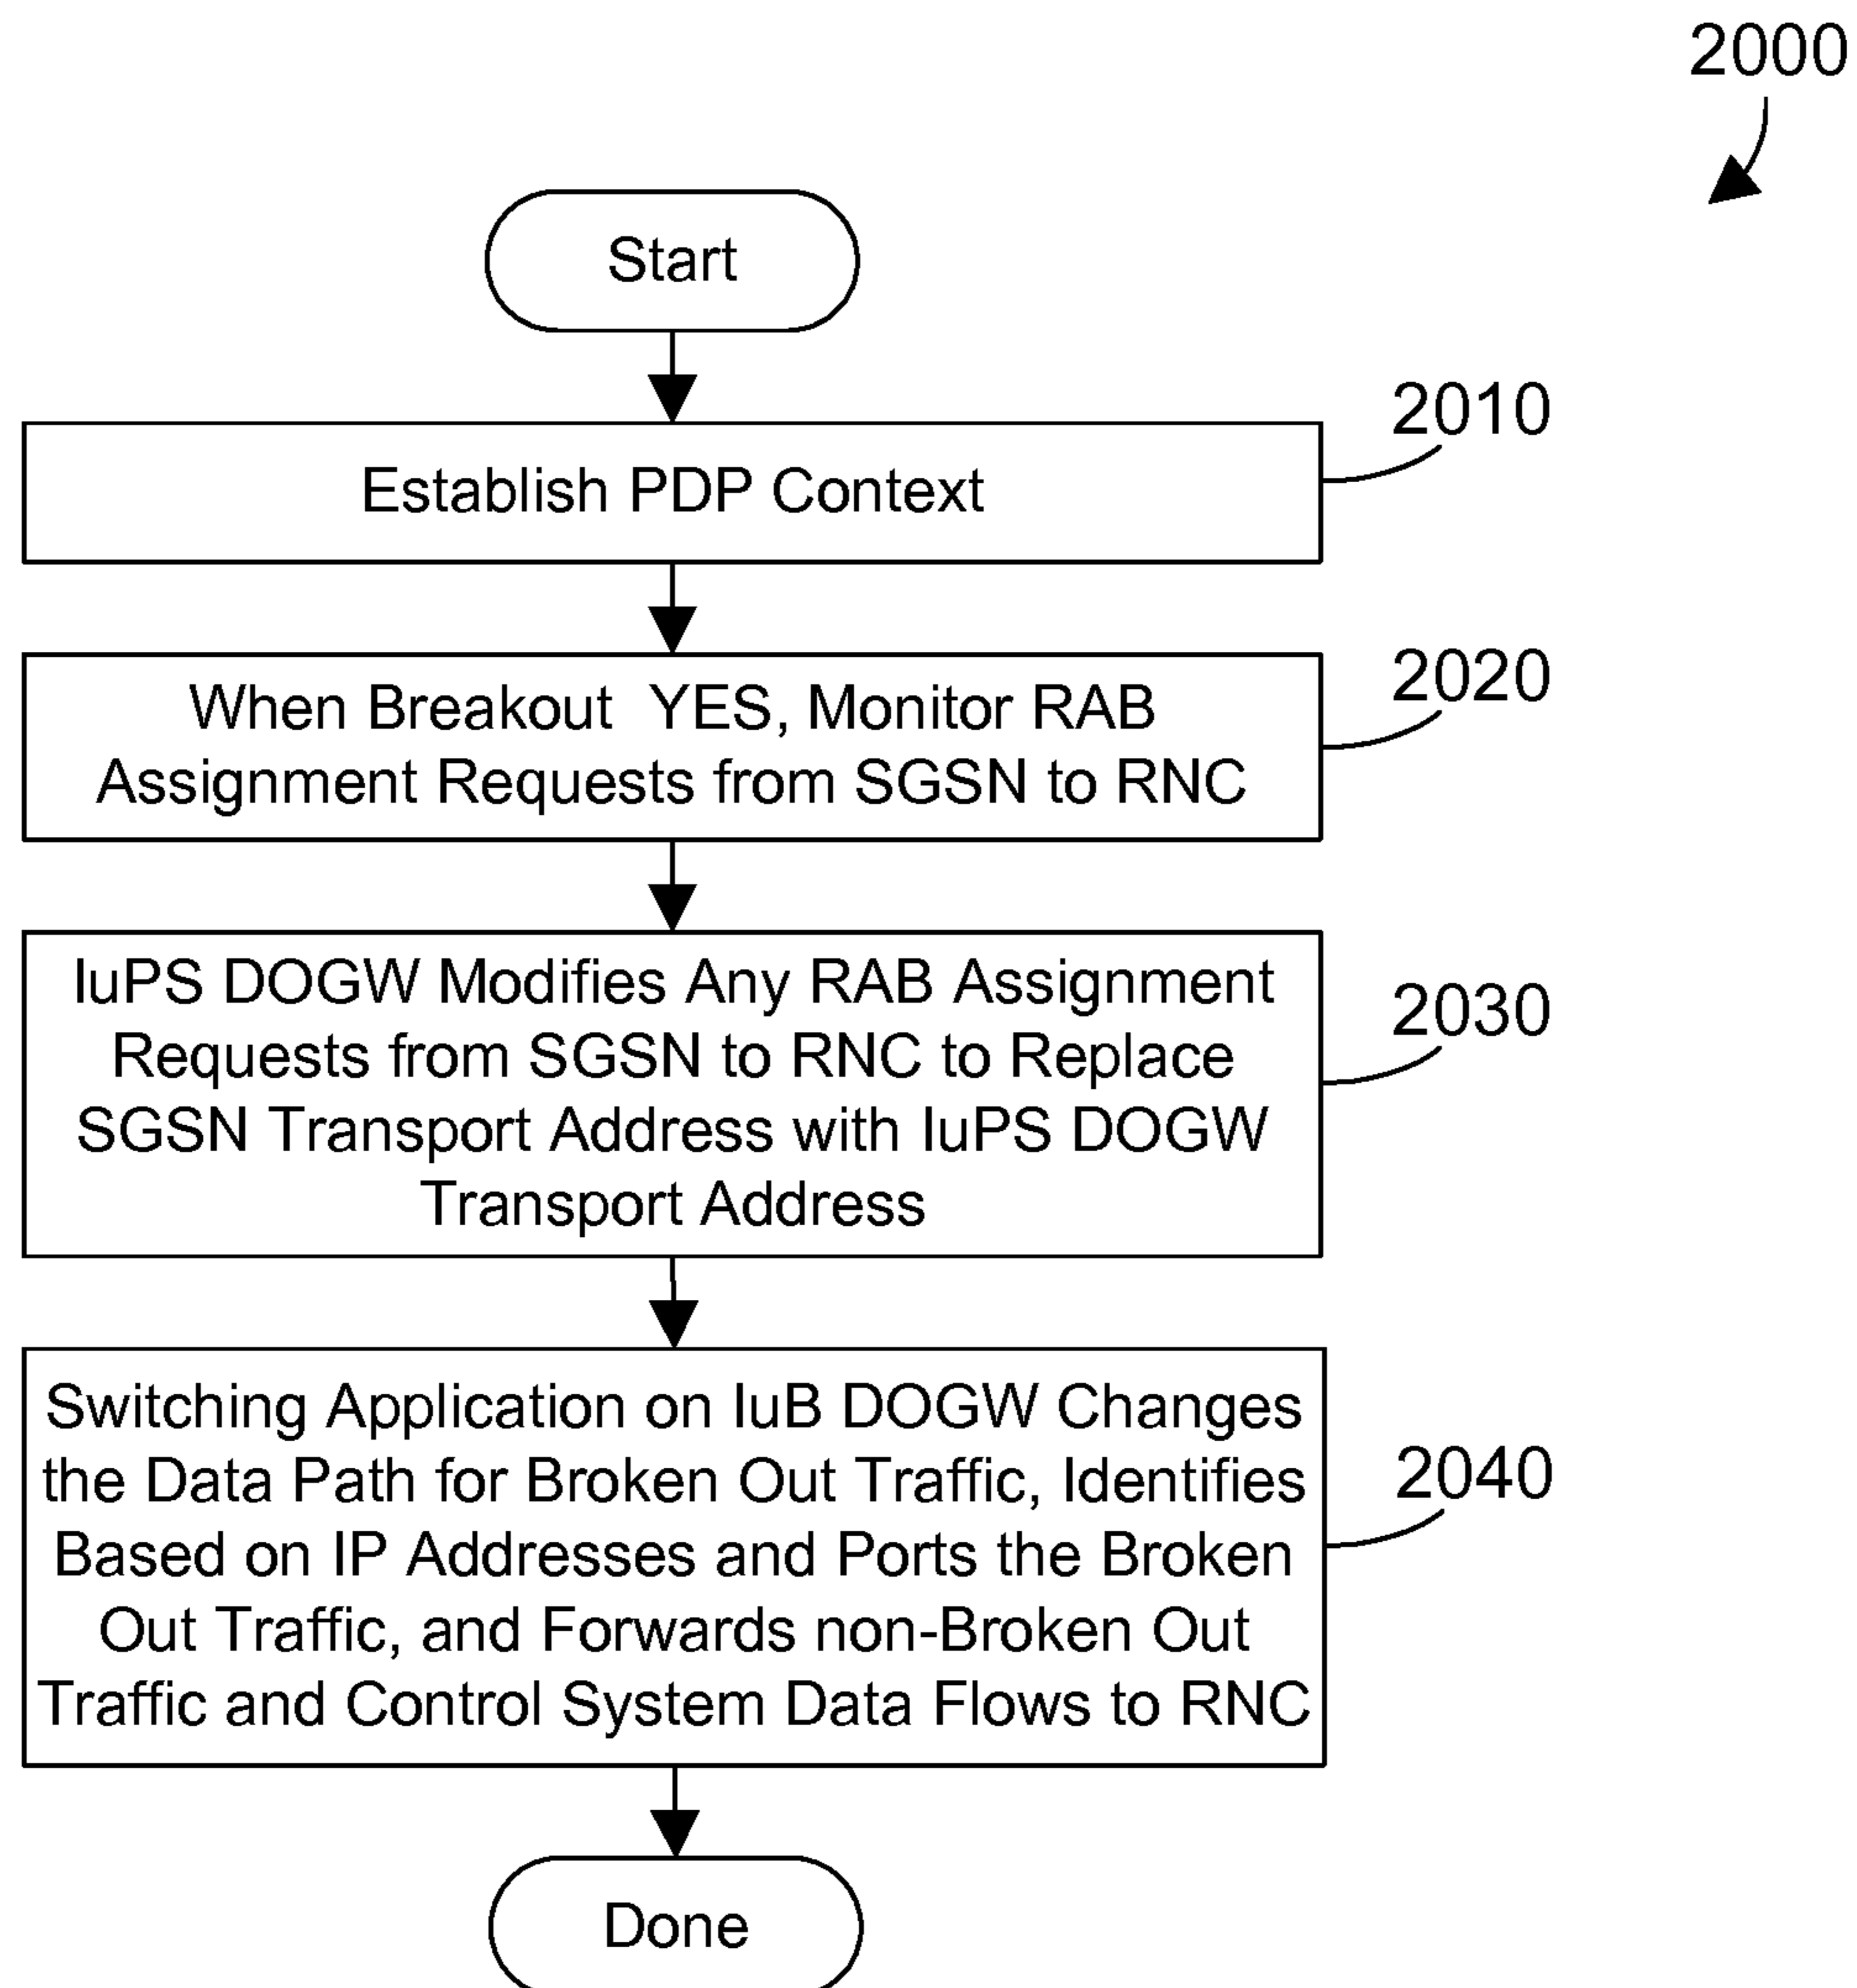 2000
Start
2010
Establish PDP Context
2020
When Breakout YES, Monitor RAB
Assignment Requests from SGSN to RNC
IuPS DOGW Modifies Any RAB Assignment
Requests from SGSN to RNC to Replace
2030
SGSN Transport Address with IuPS DOGW
Transport Address
Switching Application on IuB DOGW Changes
the Data Path for Broken Out Traffic, Identifies
2040
Based on IP Addresses and Ports the Broken
Out Traffic, and Forwards non-Broken Out
Traffic and Control System Data Flows to RNC
Done